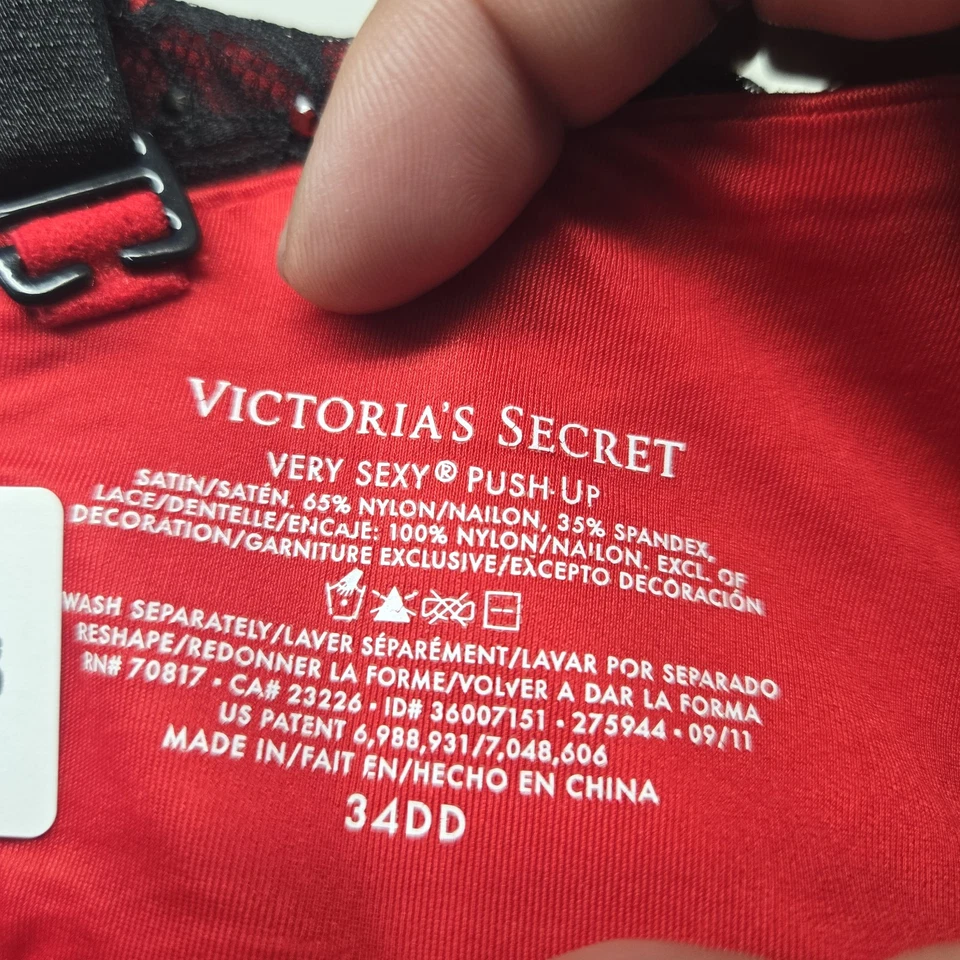 VICTORIA'S SECRET
VERY SEXY® PUSH-UP
SATIN/SATÉN, 65% NYLON/NAILON, 35% SPANDEX,
LACE/DENTELLE/ENCAJE: 100% NYLON/NAILON. EXCL. OF
DECORATION/GARNITURE EXCLUSIVE/EXCEPTO DECORACIÓN
WASH SEPARATELY/LAVER SÉPARÉMENT/LAVAR POR SEPARADO
RESHAPE/REDONNER LA FORME/VOLVER A DAR LA FORMA
RN# 70817 • CA# 23226 • ID# 36007151 • 275944 • 09/11
US PATENT 6,988,931/7,048,606
MADE IN/FAIT EN/HECHO EN CHINA
34DD